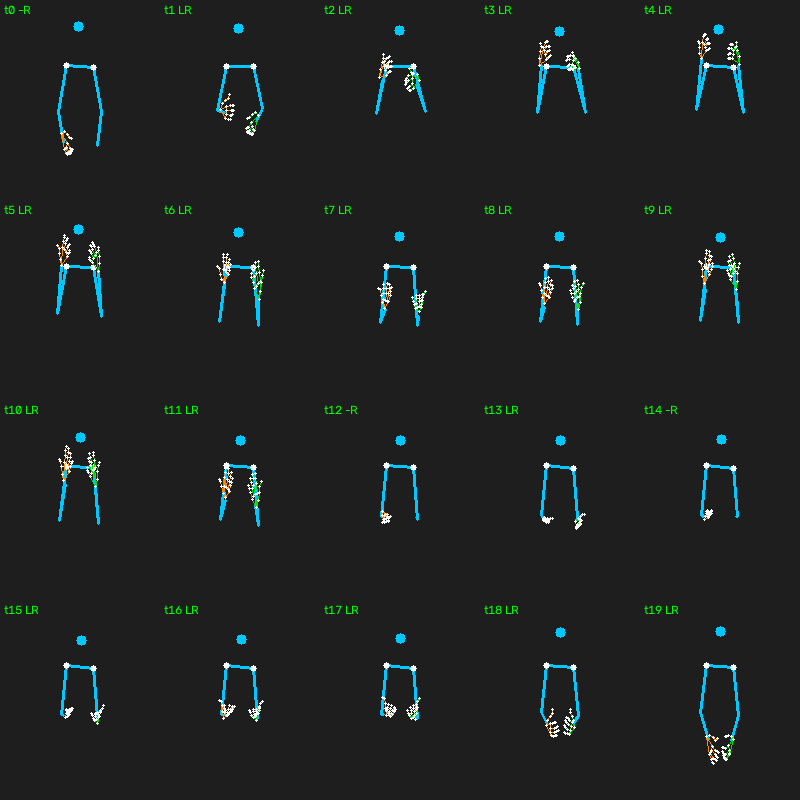 t0 -R
t1 LR
t2 LR
t3 LR
t4 LR
t5 LR
t6 LR
t7 LR
t8 LR
t9 LR
t10 LR
t11 LR
t12 -R
t13 LR
t14 -R
t15 LR
t16 LR
t17 LR
t18 LR
t19 LR